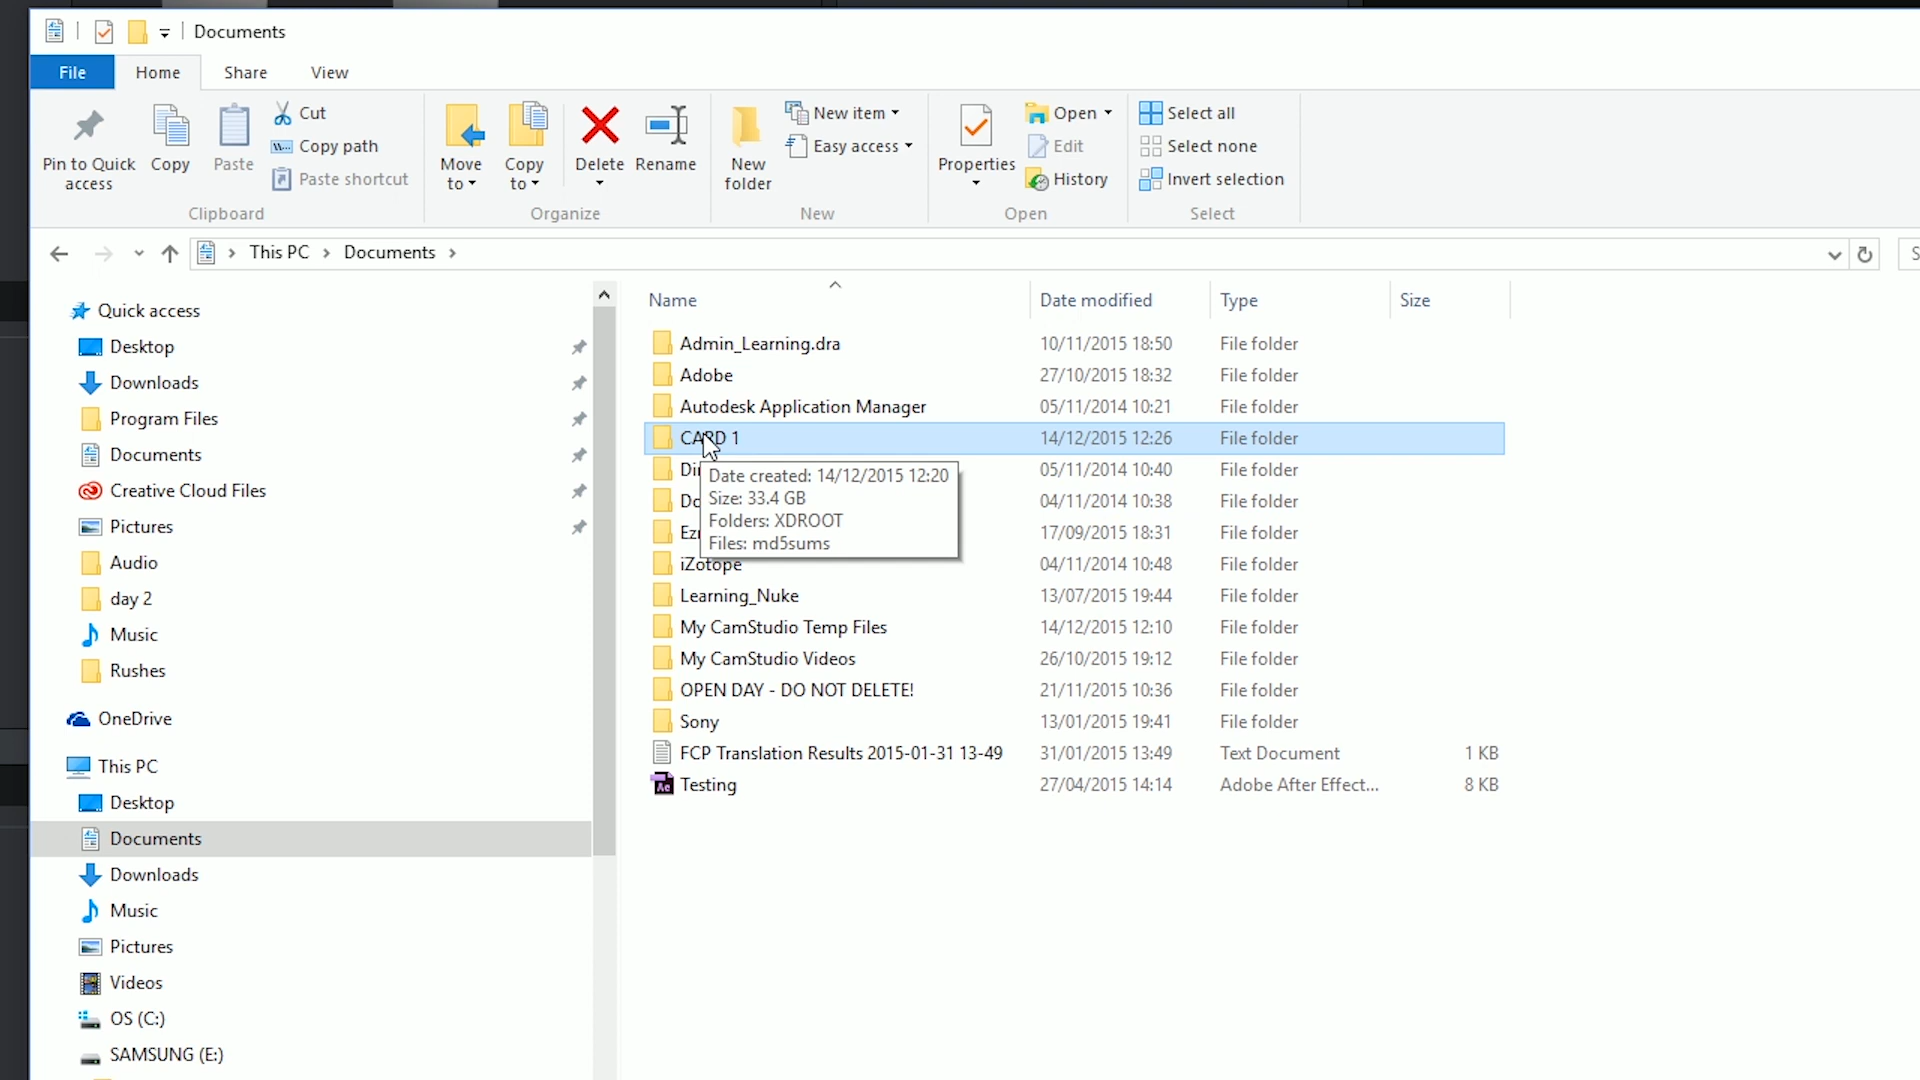 Documents
File Home Share View
Pin to Quick access
Copy
Paste
Cut
Copy path
Paste shortcut
Clipboard
Move to
Copy to
Delete
Rename
Organize
New folder
New item
Easy access
New
Properties
Open
Edit
History
Open
Select all
Select none
Invert selection
Select
This PC > Documents >
Quick access
Desktop
Downloads
Program Files
Documents
Creative Cloud Files
Pictures
Audio
day 2
Music
Rushes
OneDrive
This PC
Desktop
Documents
Downloads
Music
Pictures
Videos
OS (C:)
SAMSUNG (E:)
Name Date modified Type Size
Admin_Learning.dra 10/11/2015 18:50 File folder
Adobe 27/10/2015 18:32 File folder
Autodesk Application Manager 05/11/2014 10:21 File folder
CARD 1 14/12/2015 12:26 File folder
05/11/2014 10:40 File folder
04/11/2014 10:38 File folder
17/09/2015 18:31 File folder
iZotope 04/11/2014 10:48 File folder
Learning_Nuke 13/07/2015 19:44 File folder
My CamStudio Temp Files 14/12/2015 12:10 File folder
My CamStudio Videos 26/10/2015 19:12 File folder
OPEN DAY - DO NOT DELETE! 21/11/2015 10:36 File folder
Sony 13/01/2015 19:41 File folder
FCP Translation Results 2015-01-31 13-49 31/01/2015 13:49 Text Document 1 KB
Testing 27/04/2015 14:14 Adobe After Effect... 8 KB
Date created: 14/12/2015 12:20
Size: 33.4 GB
Folders: XDROOT
Files: md5sums